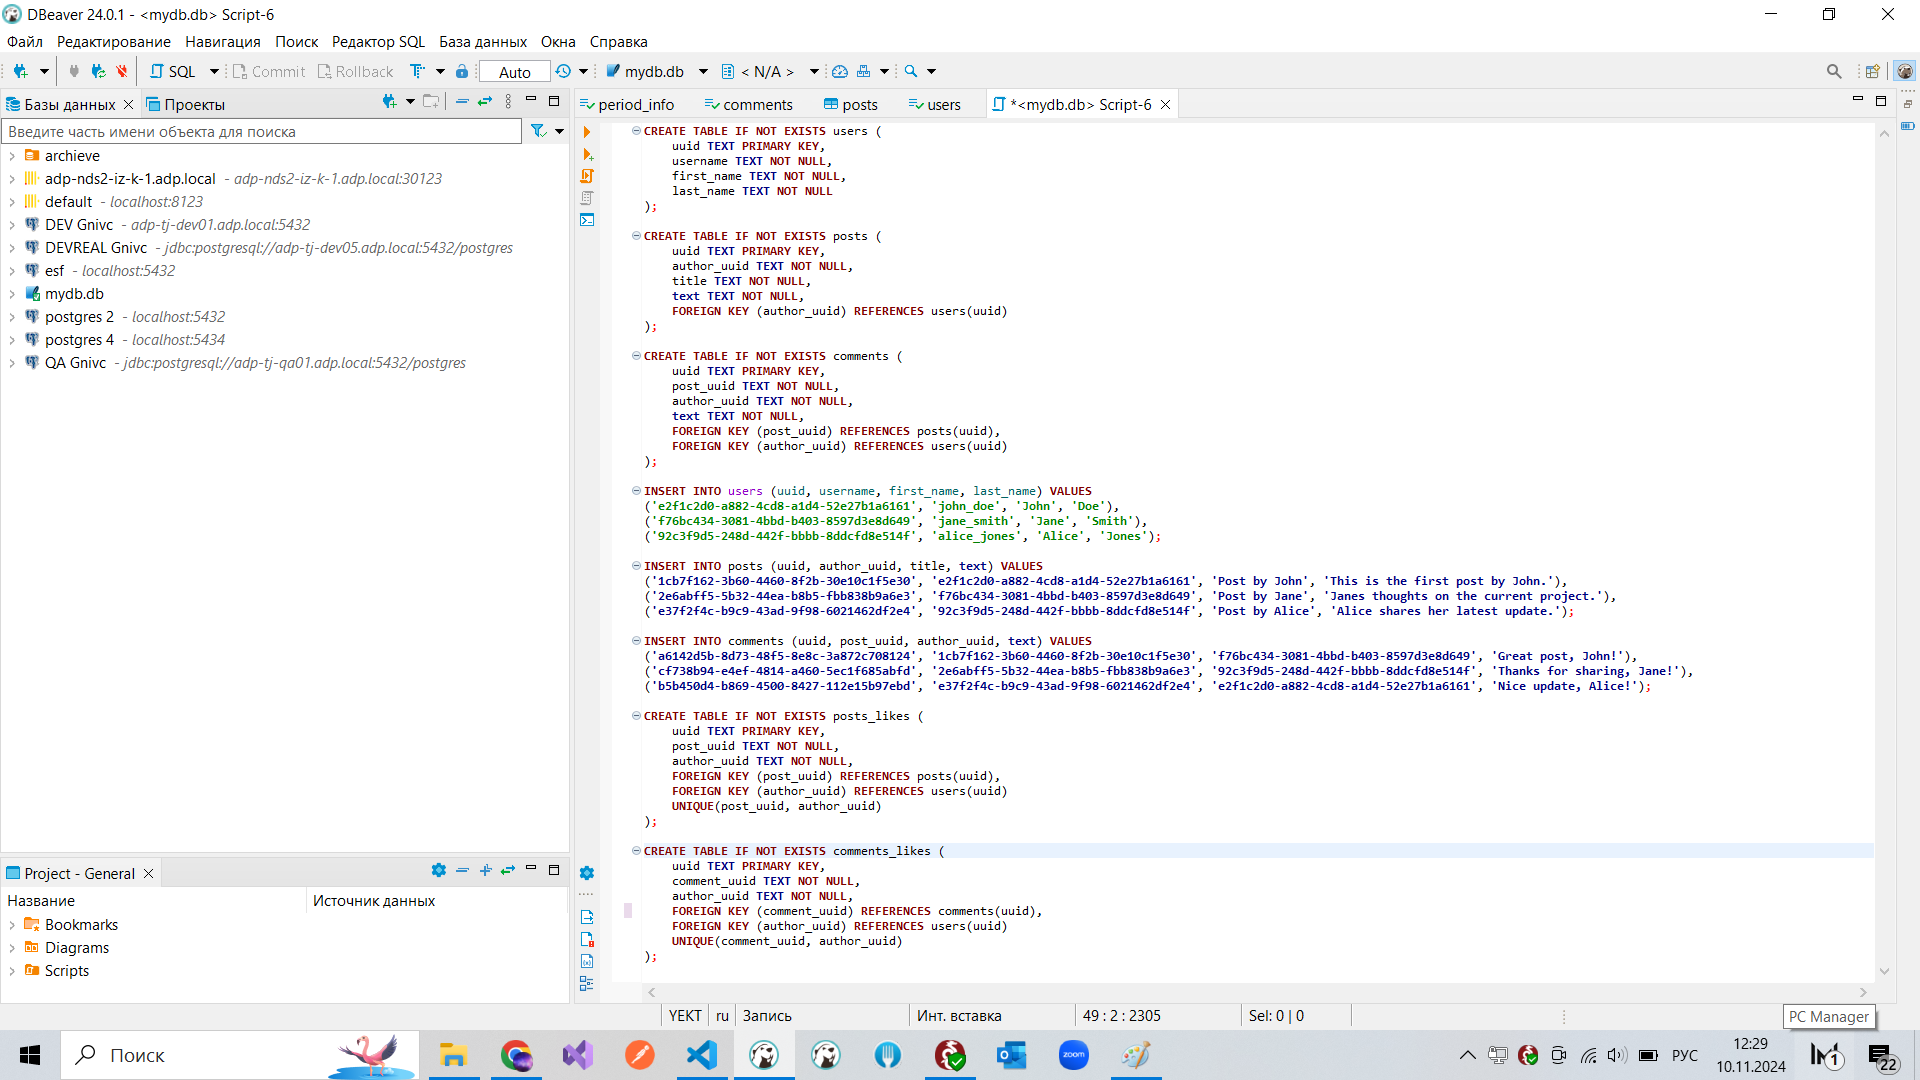 DBeaver 24.0.1 - <mydb.db> Script-6
Файл Редактирование Навигация Поиск Редактор SQL База данных Окна Справка
SQL Commit Rollback Auto mydb.db < N/A >
Базы данных Проекты
Введите часть имени объекта для поиска
archieve
adp-nds2-iz-k-1.adp.local - adp-nds2-iz-k-1.adp.local:30123
default - localhost:8123
DEV Gnivc - adp-tj-dev01.adp.local:5432
DEVREAL Gnivc - jdbc:postgresql://adp-tj-dev05.adp.local:5432/postgres
esf - localhost:5432
mydb.db
postgres 2 - localhost:5432
postgres 4 - localhost:5434
QA Gnivc - jdbc:postgresql://adp-tj-qa01.adp.local:5432/postgres
Project - General
Название Источник данных
Bookmarks
Diagrams
Scripts
period_info comments posts users *<mydb.db> Script-6
CREATE TABLE IF NOT EXISTS users (
uuid TEXT PRIMARY KEY,
username TEXT NOT NULL,
first_name TEXT NOT NULL,
last_name TEXT NOT NULL
);
CREATE TABLE IF NOT EXISTS posts (
uuid TEXT PRIMARY KEY,
author_uuid TEXT NOT NULL,
title TEXT NOT NULL,
text TEXT NOT NULL,
FOREIGN KEY (author_uuid) REFERENCES users(uuid)
);
CREATE TABLE IF NOT EXISTS comments (
uuid TEXT PRIMARY KEY,
post_uuid TEXT NOT NULL,
author_uuid TEXT NOT NULL,
text TEXT NOT NULL,
FOREIGN KEY (post_uuid) REFERENCES posts(uuid),
FOREIGN KEY (author_uuid) REFERENCES users(uuid)
);
INSERT INTO users (uuid, username, first_name, last_name) VALUES
('e2f1c2d0-a882-4cd8-a1d4-52e27b1a6161', 'john_doe', 'John', 'Doe'),
('f76bc434-3081-4bbd-b403-8597d3e8d649', 'jane_smith', 'Jane', 'Smith'),
('92c3f9d5-248d-442f-bbbb-8ddcfd8e514f', 'alice_jones', 'Alice', 'Jones');
INSERT INTO posts (uuid, author_uuid, title, text) VALUES
('1cb7f162-3b60-4460-8f2b-30e10c1f5e30', 'e2f1c2d0-a882-4cd8-a1d4-52e27b1a6161', 'Post by John', 'This is the first post by John.'),
('2e6abff5-5b32-44ea-b8b5-fbb838b9a6e3', 'f76bc434-3081-4bbd-b403-8597d3e8d649', 'Post by Jane', 'Janes thoughts on the current project.'),
('e37f2f4c-b9c9-43ad-9f98-6021462df2e4', '92c3f9d5-248d-442f-bbbb-8ddcfd8e514f', 'Post by Alice', 'Alice shares her latest update.');
INSERT INTO comments (uuid, post_uuid, author_uuid, text) VALUES
('a6142d5b-8d73-48f5-8e8c-3a872c708124', '1cb7f162-3b60-4460-8f2b-30e10c1f5e30', 'f76bc434-3081-4bbd-b403-8597d3e8d649', 'Great post, John!'),
('cf738b94-e4ef-4814-a460-5ec1f685abfd', '2e6abff5-5b32-44ea-b8b5-fbb838b9a6e3', '92c3f9d5-248d-442f-bbbb-8ddcfd8e514f', 'Thanks for sharing, Jane!'),
('b5b450d4-b869-4500-8427-112e15b97ebd', 'e37f2f4c-b9c9-43ad-9f98-6021462df2e4', 'e2f1c2d0-a882-4cd8-a1d4-52e27b1a6161', 'Nice update, Alice!');
CREATE TABLE IF NOT EXISTS posts_likes (
uuid TEXT PRIMARY KEY,
post_uuid TEXT NOT NULL,
author_uuid TEXT NOT NULL,
FOREIGN KEY (post_uuid) REFERENCES posts(uuid),
FOREIGN KEY (author_uuid) REFERENCES users(uuid)
UNIQUE(post_uuid, author_uuid)
);
CREATE TABLE IF NOT EXISTS comments_likes (
uuid TEXT PRIMARY KEY,
comment_uuid TEXT NOT NULL,
author_uuid TEXT NOT NULL,
FOREIGN KEY (comment_uuid) REFERENCES comments(uuid),
FOREIGN KEY (author_uuid) REFERENCES users(uuid)
UNIQUE(comment_uuid, author_uuid)
);
YEKT ru Запись Инт. вставка 49 : 2 : 2305 Sel: 0 | 0
PC Manager
Поиск
zoom
РУС
12:29
10.11.2024
1
22